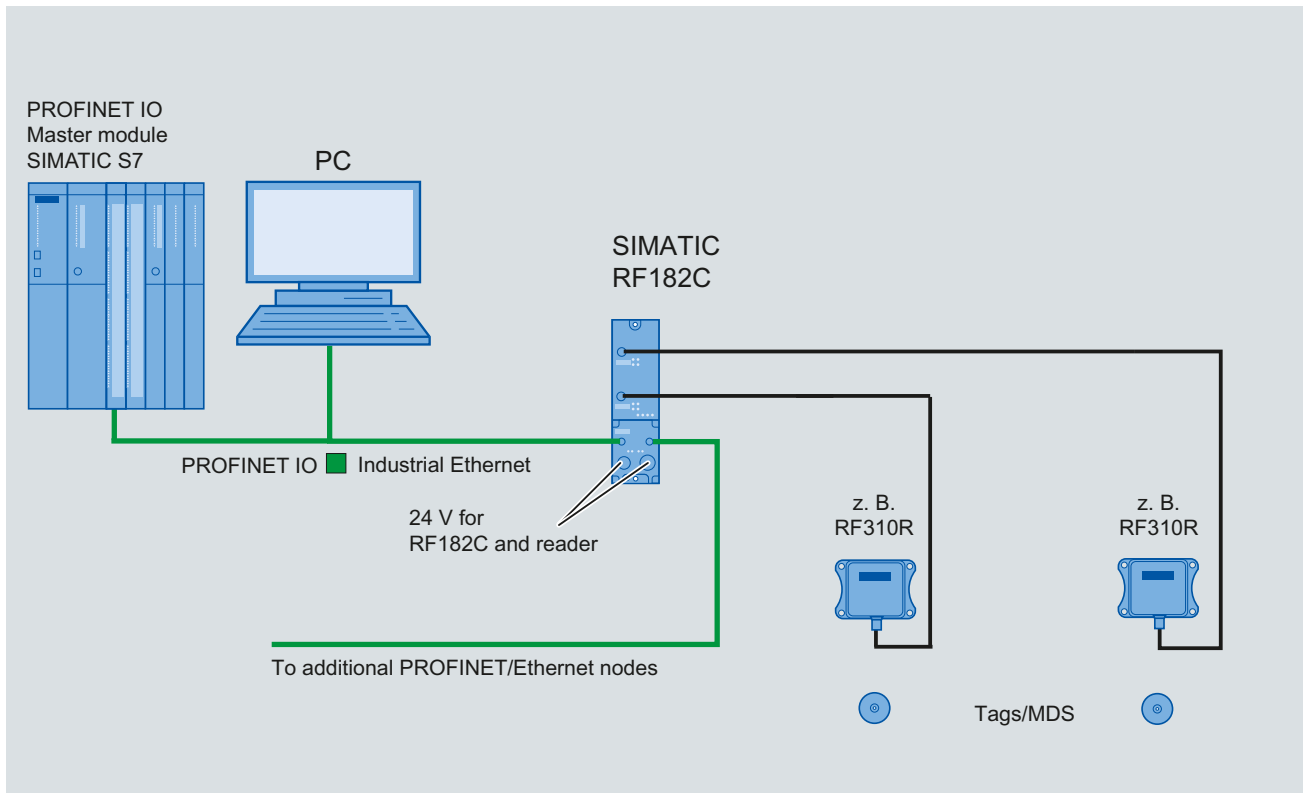 PROFINET IO
Master module
SIMATIC S7
PC
SIMATIC
RF182C
PROFINET IO Industrial Ethernet
24 V for
RF182C and reader
z. B.
RF310R
z. B.
RF310R
To additional PROFINET/Ethernet nodes
Tags/MDS